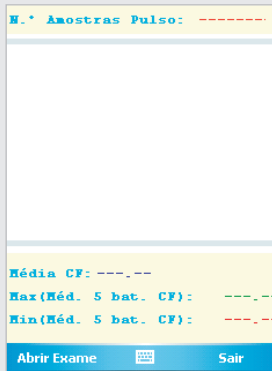 N.º Amostras Pulso: -------
Média CF: ---.--
Max(Méd. 5 bat. CF): ---.--
Min(Méd. 5 bat. CF): ---.--
Abrir Exame Sair